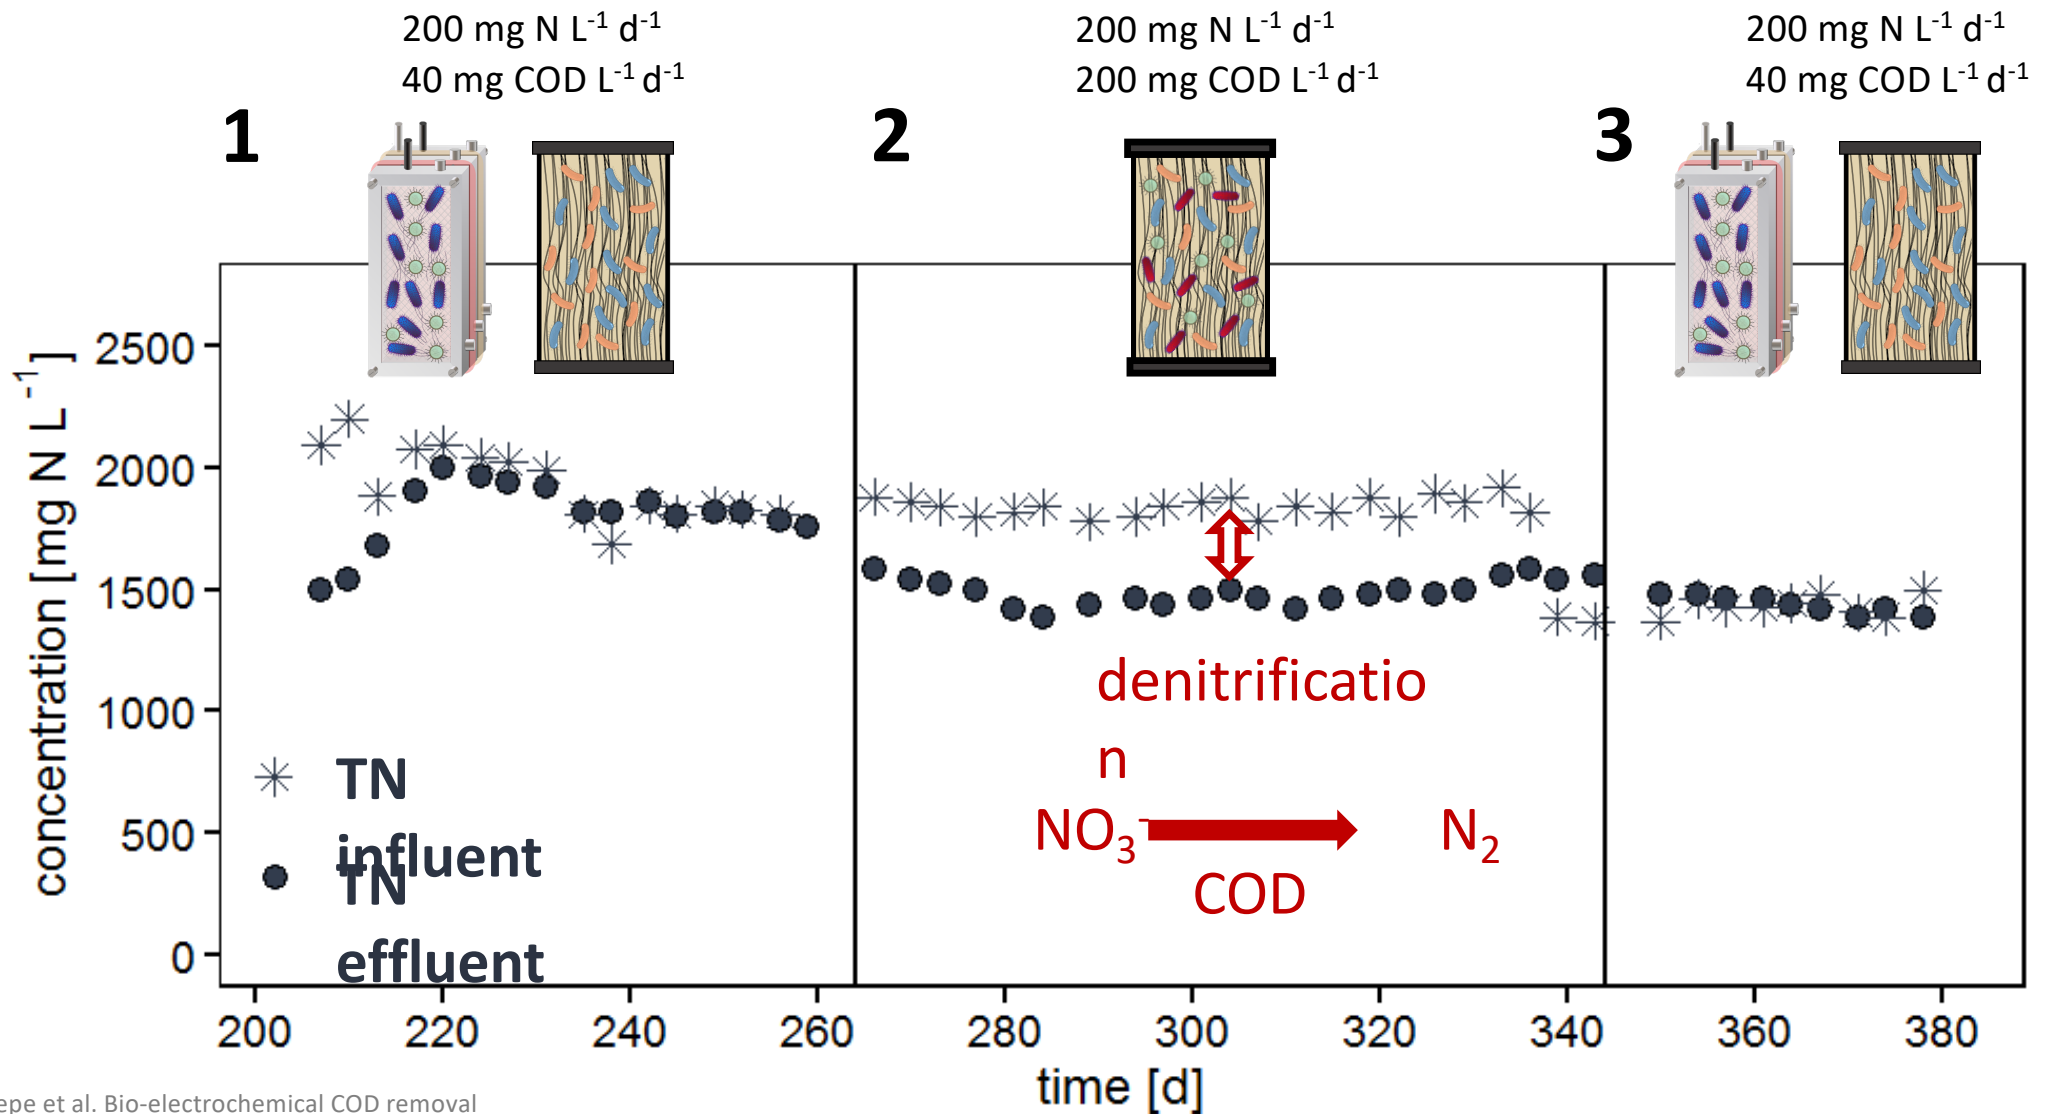 200 mg N L⁻¹ d⁻¹
40 mg COD L⁻¹ d⁻¹
200 mg N L⁻¹ d⁻¹
200 mg COD L⁻¹ d⁻¹
200 mg N L⁻¹ d⁻¹
40 mg COD L⁻¹ d⁻¹
1
2
3
concentration [mg N L⁻¹]
2500
2000
1500
1000
500
0
TN
influent
TN
effluent
denitrificatio
n
NO₃⁻
N₂
COD
200
220
240
260
280
300
320
340
360
380
time [d]
epe et al. Bio-electrochemical COD removal